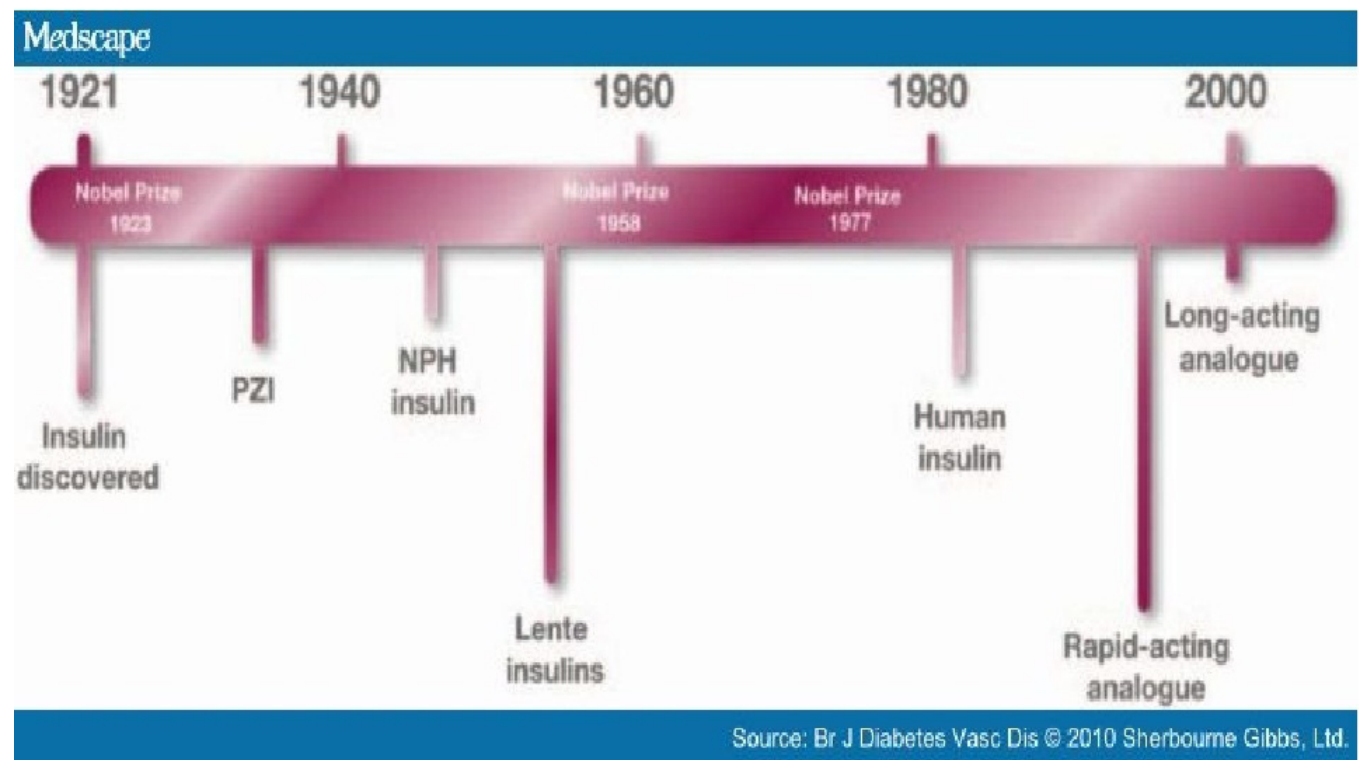 Medscape
1921 1940 1960 1980 2000
Nobel Prize
1923
Nobel Prize
1958
Nobel Prize
1977
Insulin
discovered
PZI
NPH
insulin
Lente
insulins
Human
insulin
Rapid-acting
analogue
Long-acting
analogue
Source: Br J Diabetes Vasc Dis © 2010 Sherbourne Gibbs, Ltd.